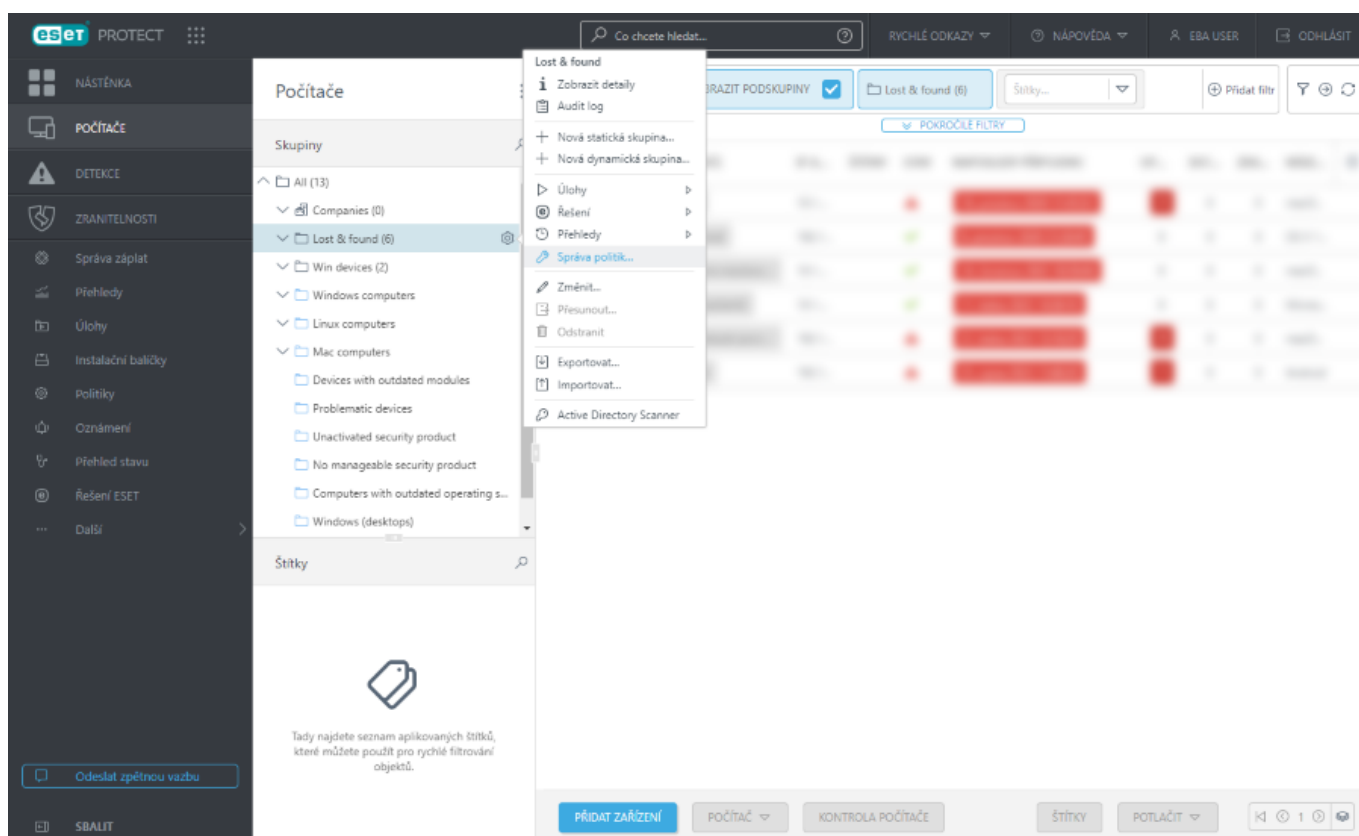 eset PROTECT
Co chcete hledat...
RYCHLÉ ODKAZY
NÁPOVĚDA
EBA USER
ODHLÁSIT
NÁSTĚNKA
POČÍTAČE
DETEKCE
ZRANITELNOSTI
Správa záplat
Přehledy
Úlohy
Instalační balíčky
Politiky
Oznámení
Přehled stavu
Řešení ESET
Další
Odeslat zpětnou vazbu
SBALIT
Počítače
Skupiny
All (13)
Companies (0)
Lost & found (6)
Win devices (2)
Windows computers
Linux computers
Mac computers
Devices with outdated modules
Problematic devices
Unactivated security product
No manageable security product
Computers with outdated operating s...
Windows (desktops)
Štítky
Tady najdete seznam aplikovaných štítků,
které můžete použít pro rychlé filtrování
objektů.
Lost & found
Zobrazit detaily
Audit log
Nová statická skupina...
Nová dynamická skupina...
Úlohy
Řešení
Přehledy
Správa politik...
Změnit...
Přesunout...
Odstranit
Exportovat...
Importovat...
Active Directory Scanner
BRAZIT PODSKUPINY
Lost & found (6)
Štítky...
Přidat filtr
POKROČILÉ FILTRY
PŘIDAT ZAŘÍZENÍ
POČÍTAČ
KONTROLA POČÍTAČE
ŠTÍTKY
POTLAČIT
1